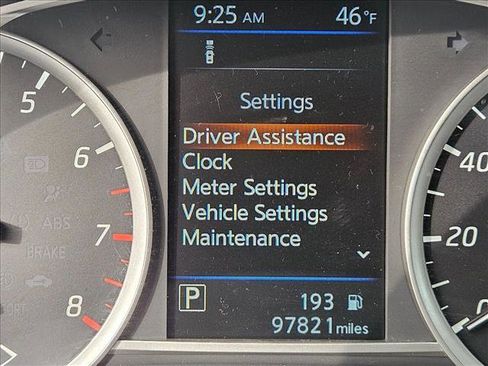 9:25 AM 46°F
Settings
Driver Assistance
Clock
Meter Settings
Vehicle Settings
Maintenance
P 193
97821 miles
5
6
7
8
ABS
BRAKE
40
20
0